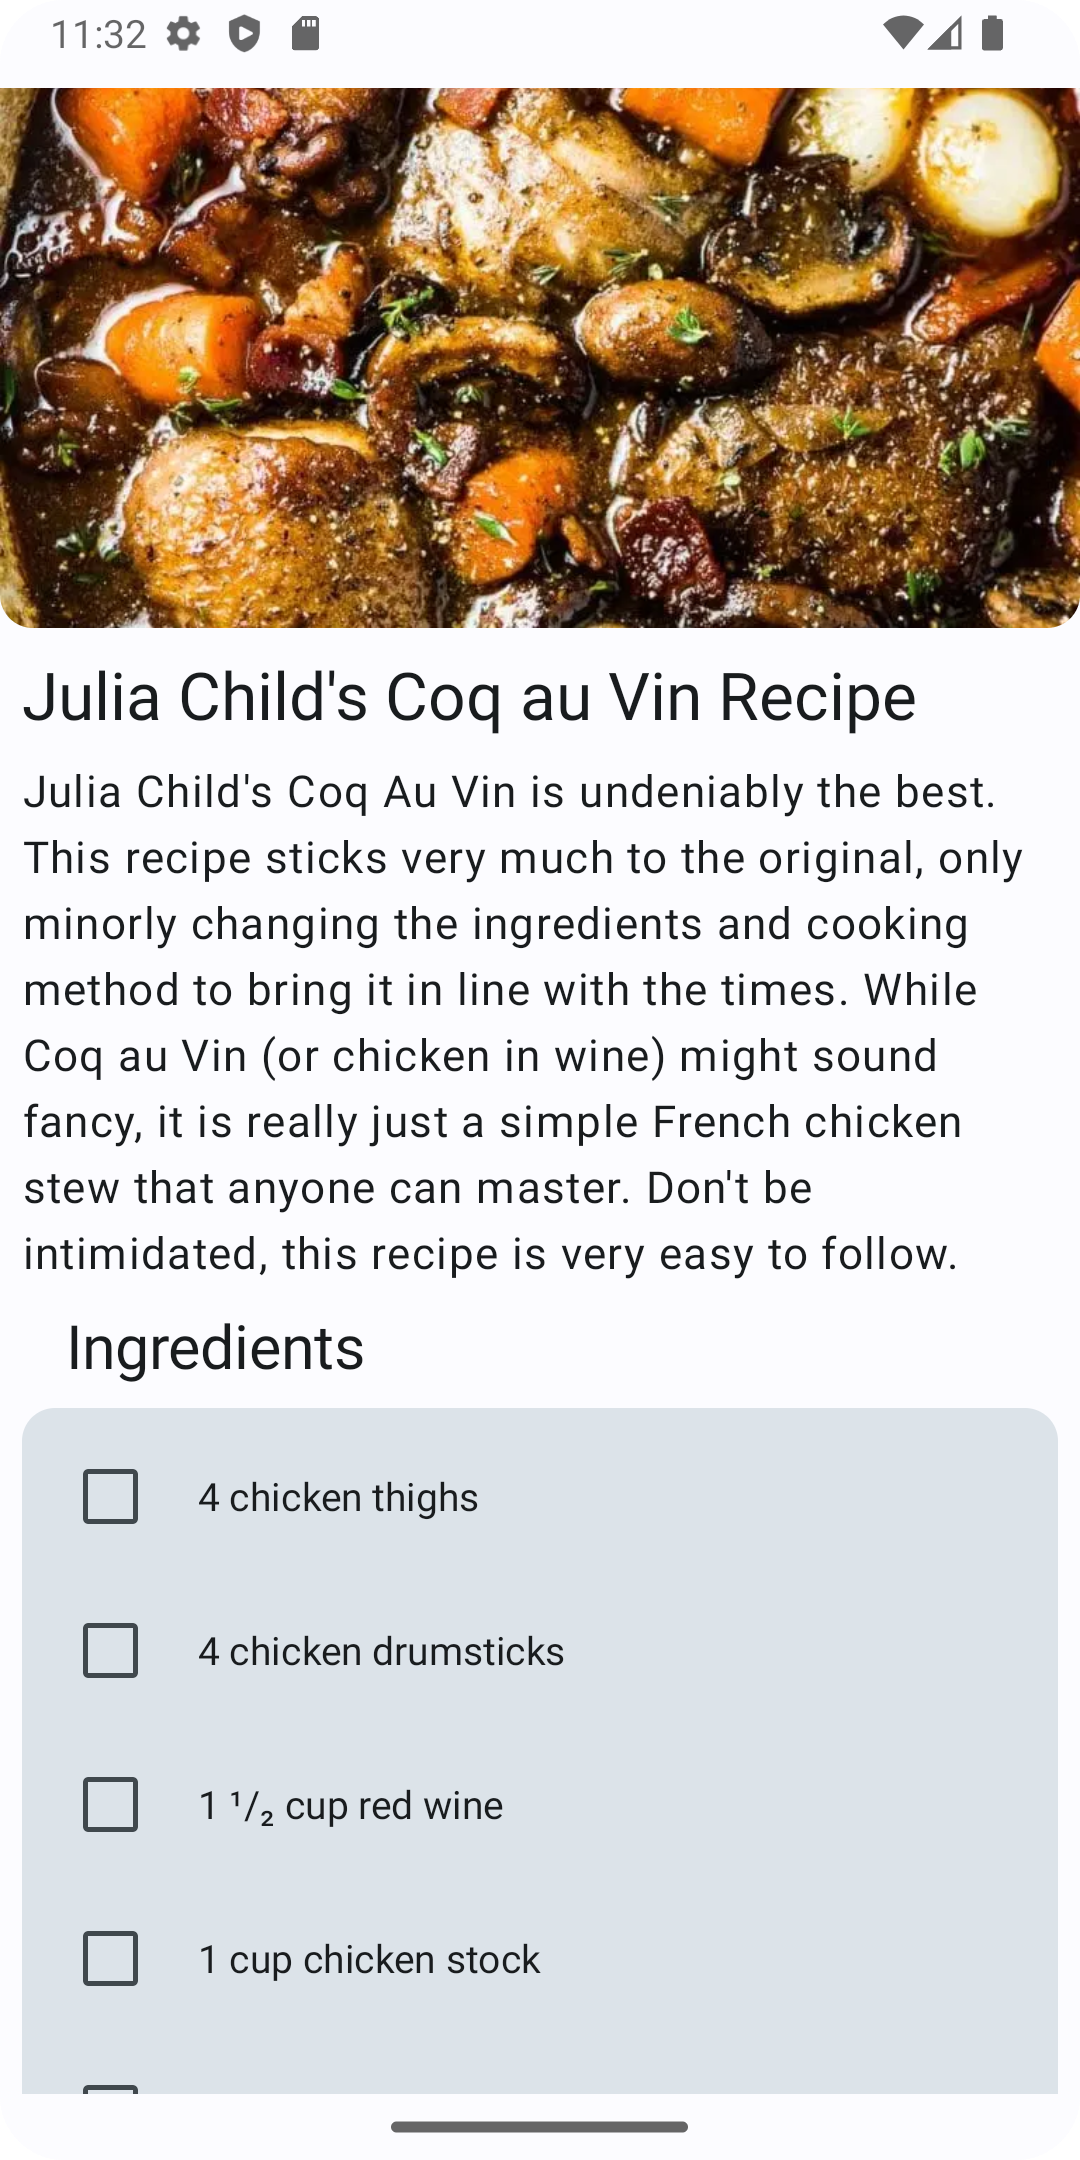 11:32
Julia Child's Coq au Vin Recipe
Julia Child's Coq Au Vin is undeniably the best.
This recipe sticks very much to the original, only
minorly changing the ingredients and cooking
method to bring it in line with the times. While
Coq au Vin (or chicken in wine) might sound
fancy, it is really just a simple French chicken
stew that anyone can master. Don't be
intimidated, this recipe is very easy to follow.
Ingredients
4 chicken thighs
4 chicken drumsticks
1 ¹/₂ cup red wine
1 cup chicken stock